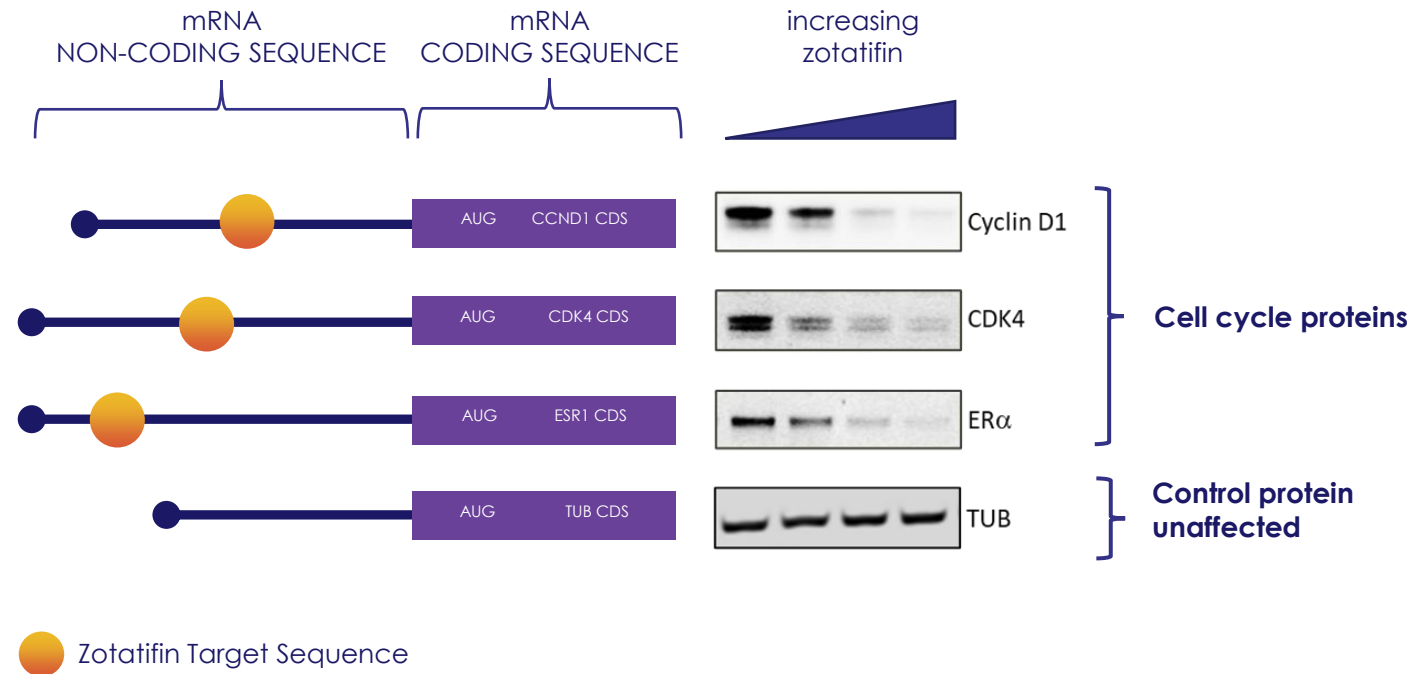 mRNA
NON-CODING SEQUENCE
mRNA
CODING SEQUENCE
increasing
zotatifin
AUG CCND1 CDS
Cyclin D1
AUG CDK4 CDS
CDK4
Cell cycle proteins
AUG ESR1 CDS
ERα
AUG TUB CDS
TUB
Control protein
unaffected
Zotatifin Target Sequence